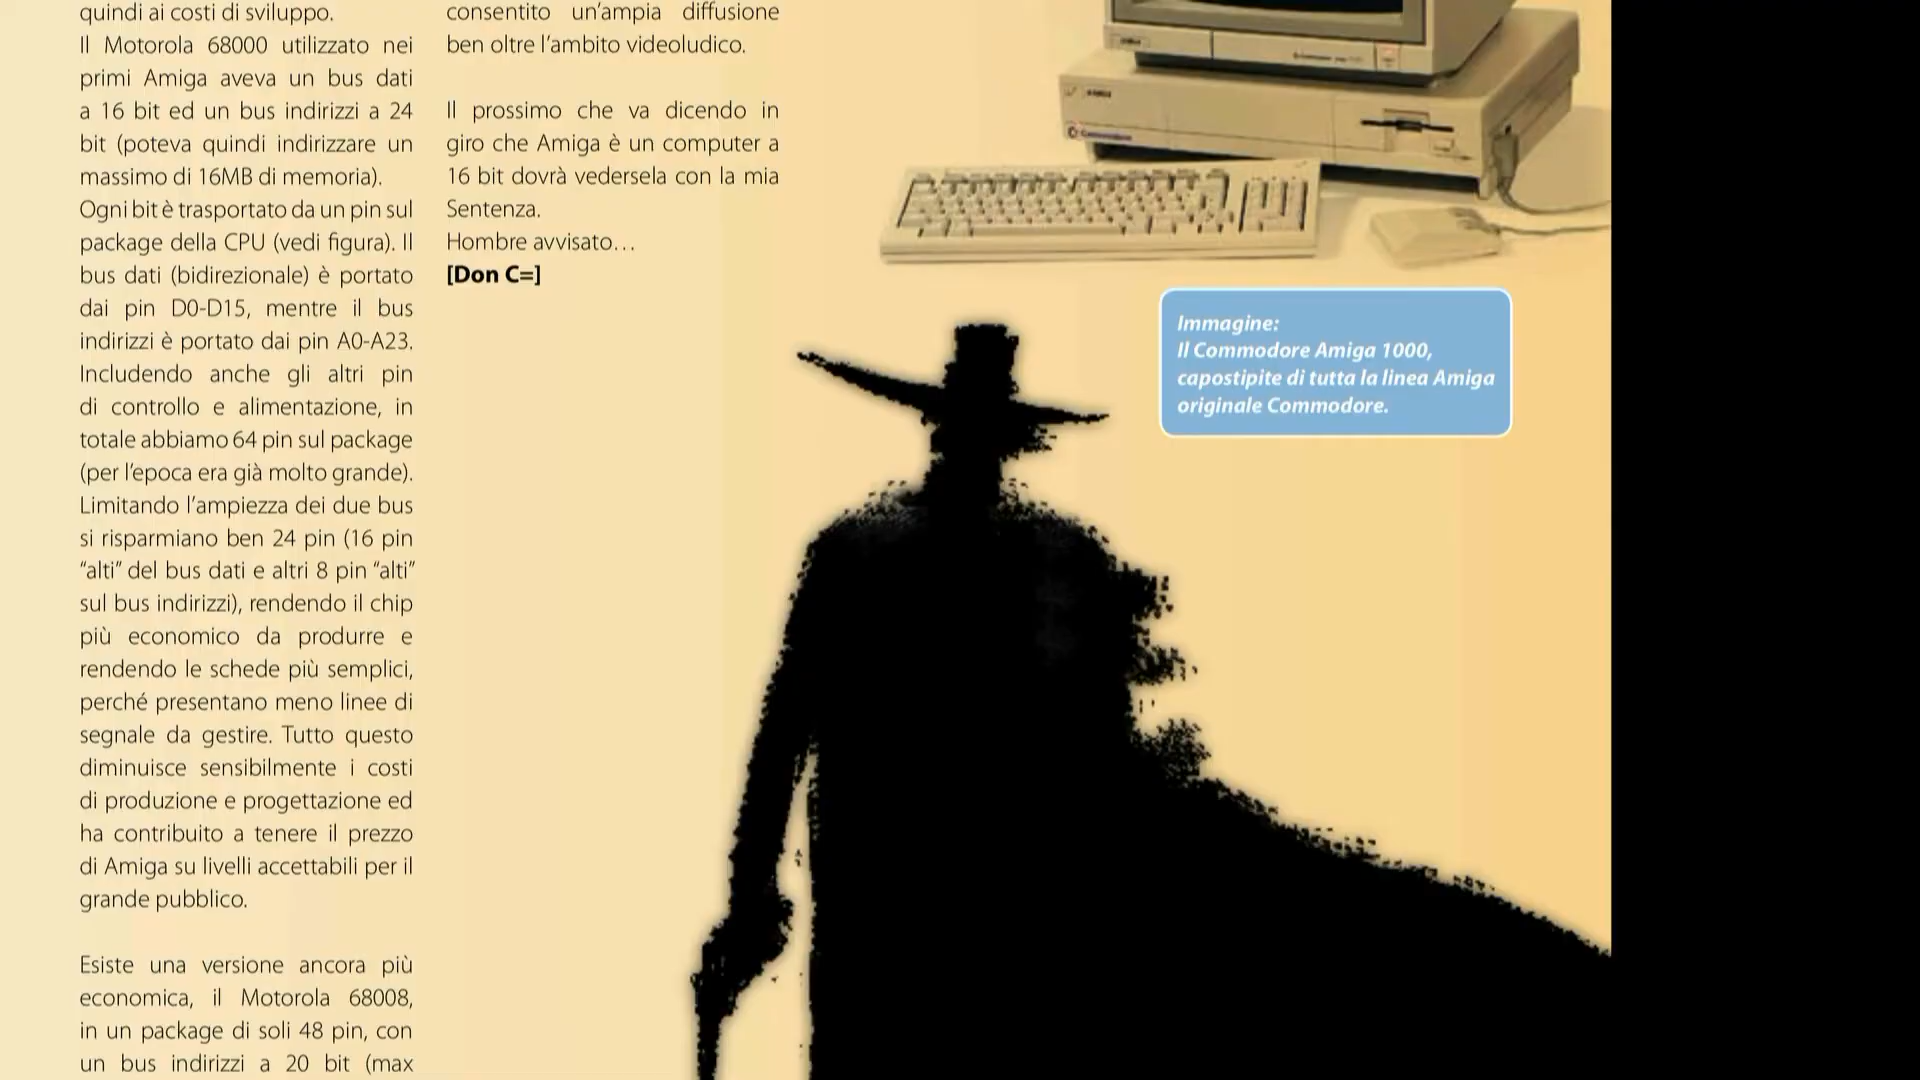 quindi ai costi di sviluppo.
Il Motorola 68000 utilizzato nei
primi Amiga aveva un bus dati
a 16 bit ed un bus indirizzi a 24
bit (poteva quindi indirizzare un
massimo di 16MB di memoria).
Ogni bit è trasportato da un pin sul
package della CPU (vedi figura). Il
bus dati (bidirezionale) è portato
dai pin D0-D15, mentre il bus
indirizzi è portato dai pin A0-A23.
Includendo anche gli altri pin
di controllo e alimentazione, in
totale abbiamo 64 pin sul package
(per l’epoca era già molto grande).
Limitando l’ampiezza dei due bus
si risparmiano ben 24 pin (16 pin
“alti” del bus dati e altri 8 pin “alti”
sul bus indirizzi), rendendo il chip
più economico da produrre e
rendendo le schede più semplici,
perché presentano meno linee di
segnale da gestire. Tutto questo
diminuisce sensibilmente i costi
di produzione e progettazione ed
ha contribuito a tenere il prezzo
di Amiga su livelli accettabili per il
grande pubblico.
Esiste una versione ancora più
economica, il Motorola 68008,
in un package di soli 48 pin, con
un bus indirizzi a 20 bit (max
consentito un’ampia diffusione
ben oltre l’ambito videoludico.
Il prossimo che va dicendo in
giro che Amiga è un computer a
16 bit dovrà vedersela con la mia
Sentenza.
Hombre avvisato…
[Don C=]
Immagine:
Il Commodore Amiga 1000,
capostipite di tutta la linea Amiga
originale Commodore.